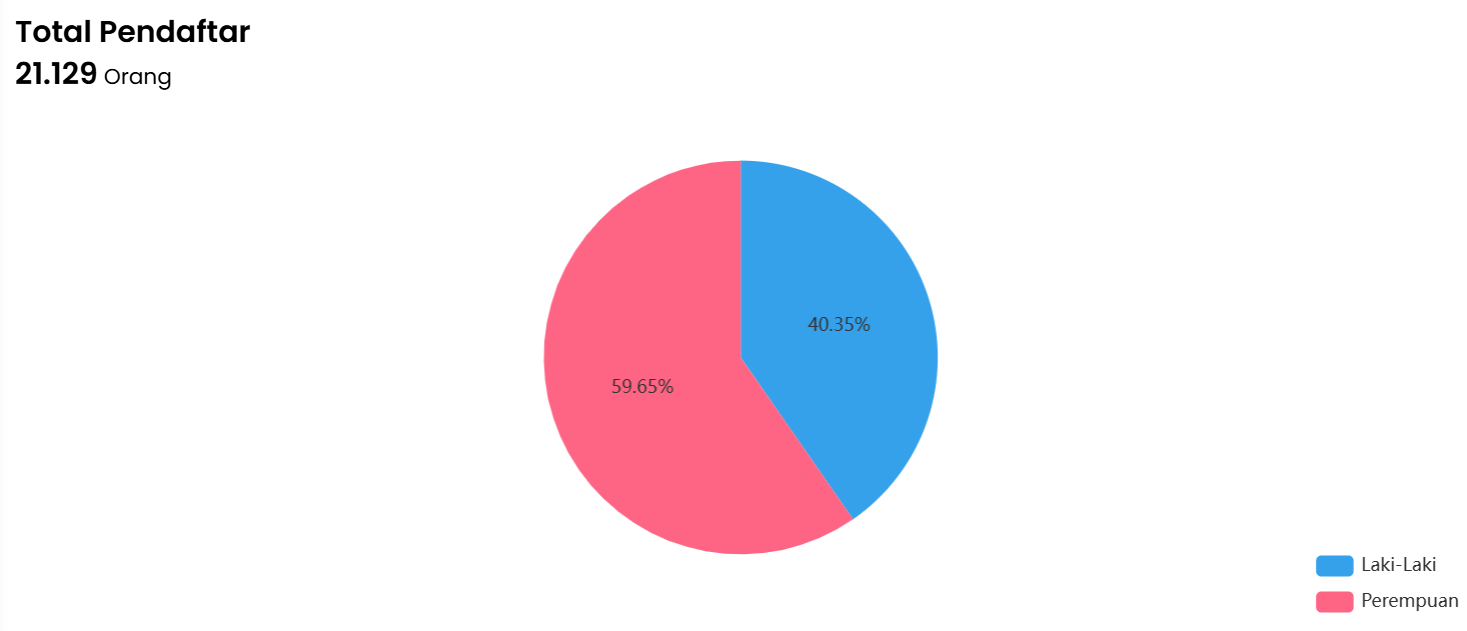 Total Pendaftar
21.129 Orang
40.35%
59.65%
Laki-Laki
Perempuan